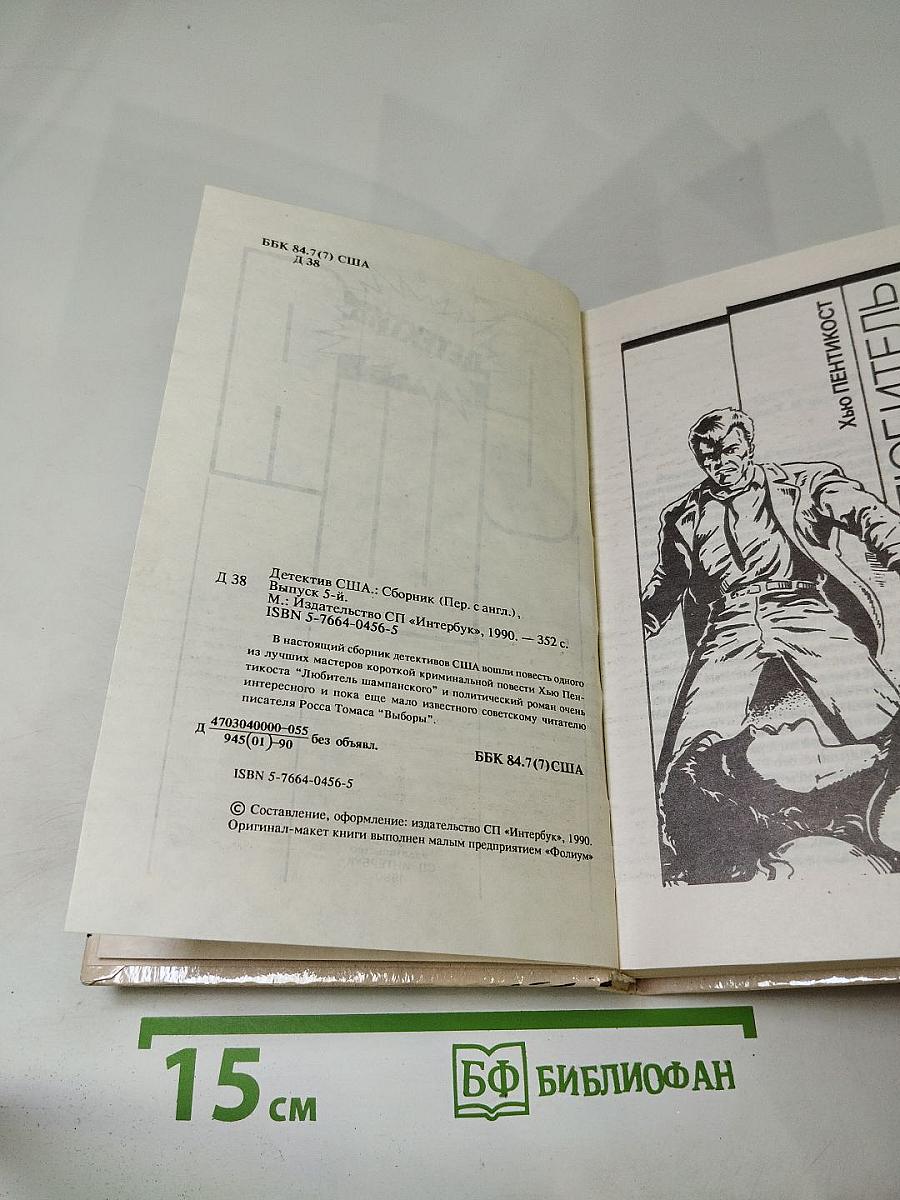 ББК 84.7(7) США
Д 38
Д 38
Детектив США.: Сборник (Пер. с англ.),
Выпуск 5-й.
М.: Издательство СП «Интербук», 1990. — 352 с.
ISBN 5-7664-0456-5
В настоящий сборник детективов США вошли повесть одного
из лучших мастеров короткой криминальной повести Хью Пен-
тикоста "Любитель шампанского" и политический роман очень
интересного и пока еще мало известного советскому читателю
писателя Росса Томаса "Выборы".
Д 4703040000–055
945(01)–90
без объявл.
ББК 84.7(7)США
ISBN 5-7664-0456-5
© Составление, оформление: издательство СП «Интербук», 1990.
Оригинал-макет книги выполнен малым предприятием «Фолиум»
Хью ПЕНТИКОСТ
ЛЮБИТЕЛЬ
15 см
БФ БИБЛИОФАН